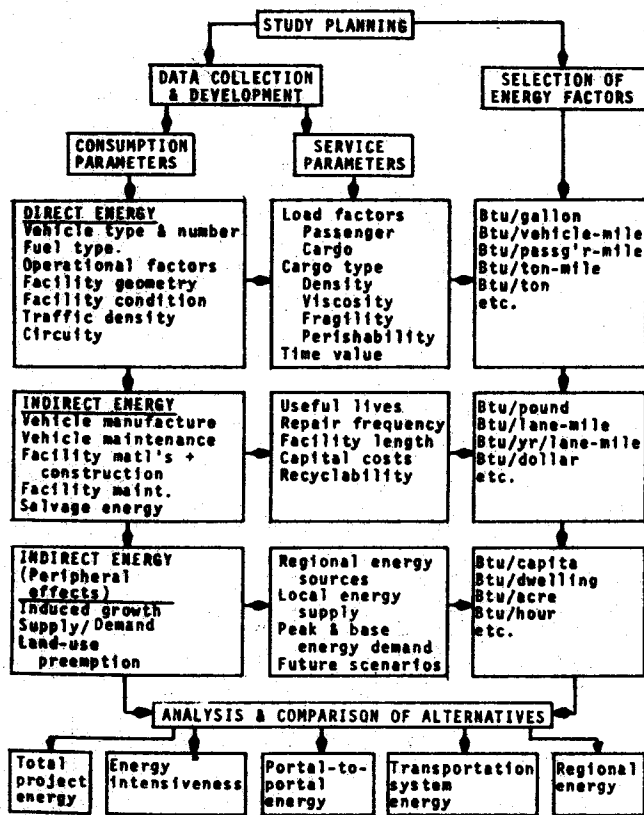 STUDY PLANNING
DATA COLLECTION
& DEVELOPMENT
SELECTION OF
ENERGY FACTORS
CONSUMPTION
PARAMETERS
SERVICE
PARAMETERS
DIRECT ENERGY
Vehicle type & number
Fuel type.
Operational factors
Facility geometry
Facility condition
Traffic density
Circuity
Load factors
Passenger
Cargo
Cargo type
Density
Viscosity
Fragility
Perishability
Time value
Btu/gallon
Btu/vehicle-mile
Btu/passg'r-mile
Btu/ton-mile
Btu/ton
etc.
INDIRECT ENERGY
Vehicle manufacture
Vehicle maintenance
Facility matl's +
construction
Facility maint.
Salvage energy
Useful lives
Repair frequency
Facility length
Capital costs
Recyclability
Btu/pound
Btu/lane-mile
Btu/yr/lane-mile
Btu/dollar
etc.
INDIRECT ENERGY
(Peripheral
effects)
Induced growth
Supply/Demand
Land-use
preemption
Regional energy
sources
Local energy
supply
Peak & base
energy demand
Future scenarios
Btu/capita
Btu/dwelling
Btu/acre
Btu/hour
etc.
ANALYSIS & COMPARISON OF ALTERNATIVES
Total
project
energy
Energy
intensiveness
Portal-to-
portal
energy
Transportation
system
energy
Regional
energy